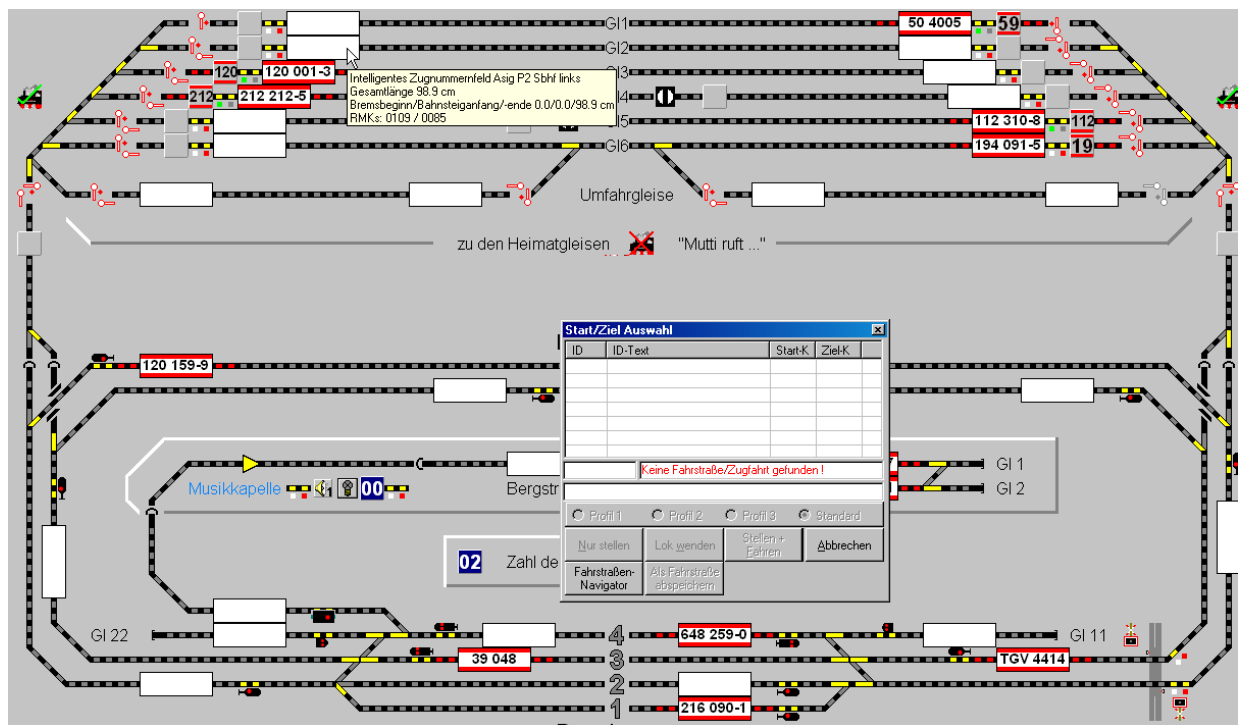 Gl1
50 4005
59
Gl2
120
120 001-3
Gl3
212
212 212-5
Intelligentes Zugnummernfeld Asig P2 Sbhf links
Gesamtlänge 98.9 cm
Bremsbeginn/Bahnsteiganfang/-ende 0.0/0.0/98.9 cm
RMKs: 0109 / 0085
Gl4
Gl5
112 310-8
112
Gl6
194 091-5
19
Umfahrgleise
zu den Heimatgleisen
"Mutti ruft ..."
Start/Ziel Auswahl
ID
ID-Text
Start-K
Ziel-K
120 159-9
Keine Fahrstraße/Zugfahrt gefunden !
Gl 1
Musikkapelle
1
00
Bergstr
Gl 2
Profil 1
Profil 2
Profil 3
Standard
Nur stellen
Lok wenden
Stellen + Fahren
Abbrechen
02
Zahl de
Fahrstraßen-Navigator
Als Fahrstraße abspeichern
Gl 22
4
648 259-0
Gl 11
39 048
3
TGV 4414
2
1
216 090-1